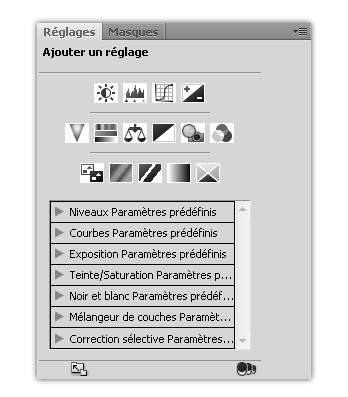 Réglages Masques
Ajouter un réglage
Niveaux Paramètres prédéfinis
Courbes Paramètres prédéfinis
Exposition Paramètres prédéfinis
Teinte/Saturation Paramètres p...
Noir et blanc Paramètres prédéf...
Mélangeur de couches Paramèt...
Correction sélective Paramètres...